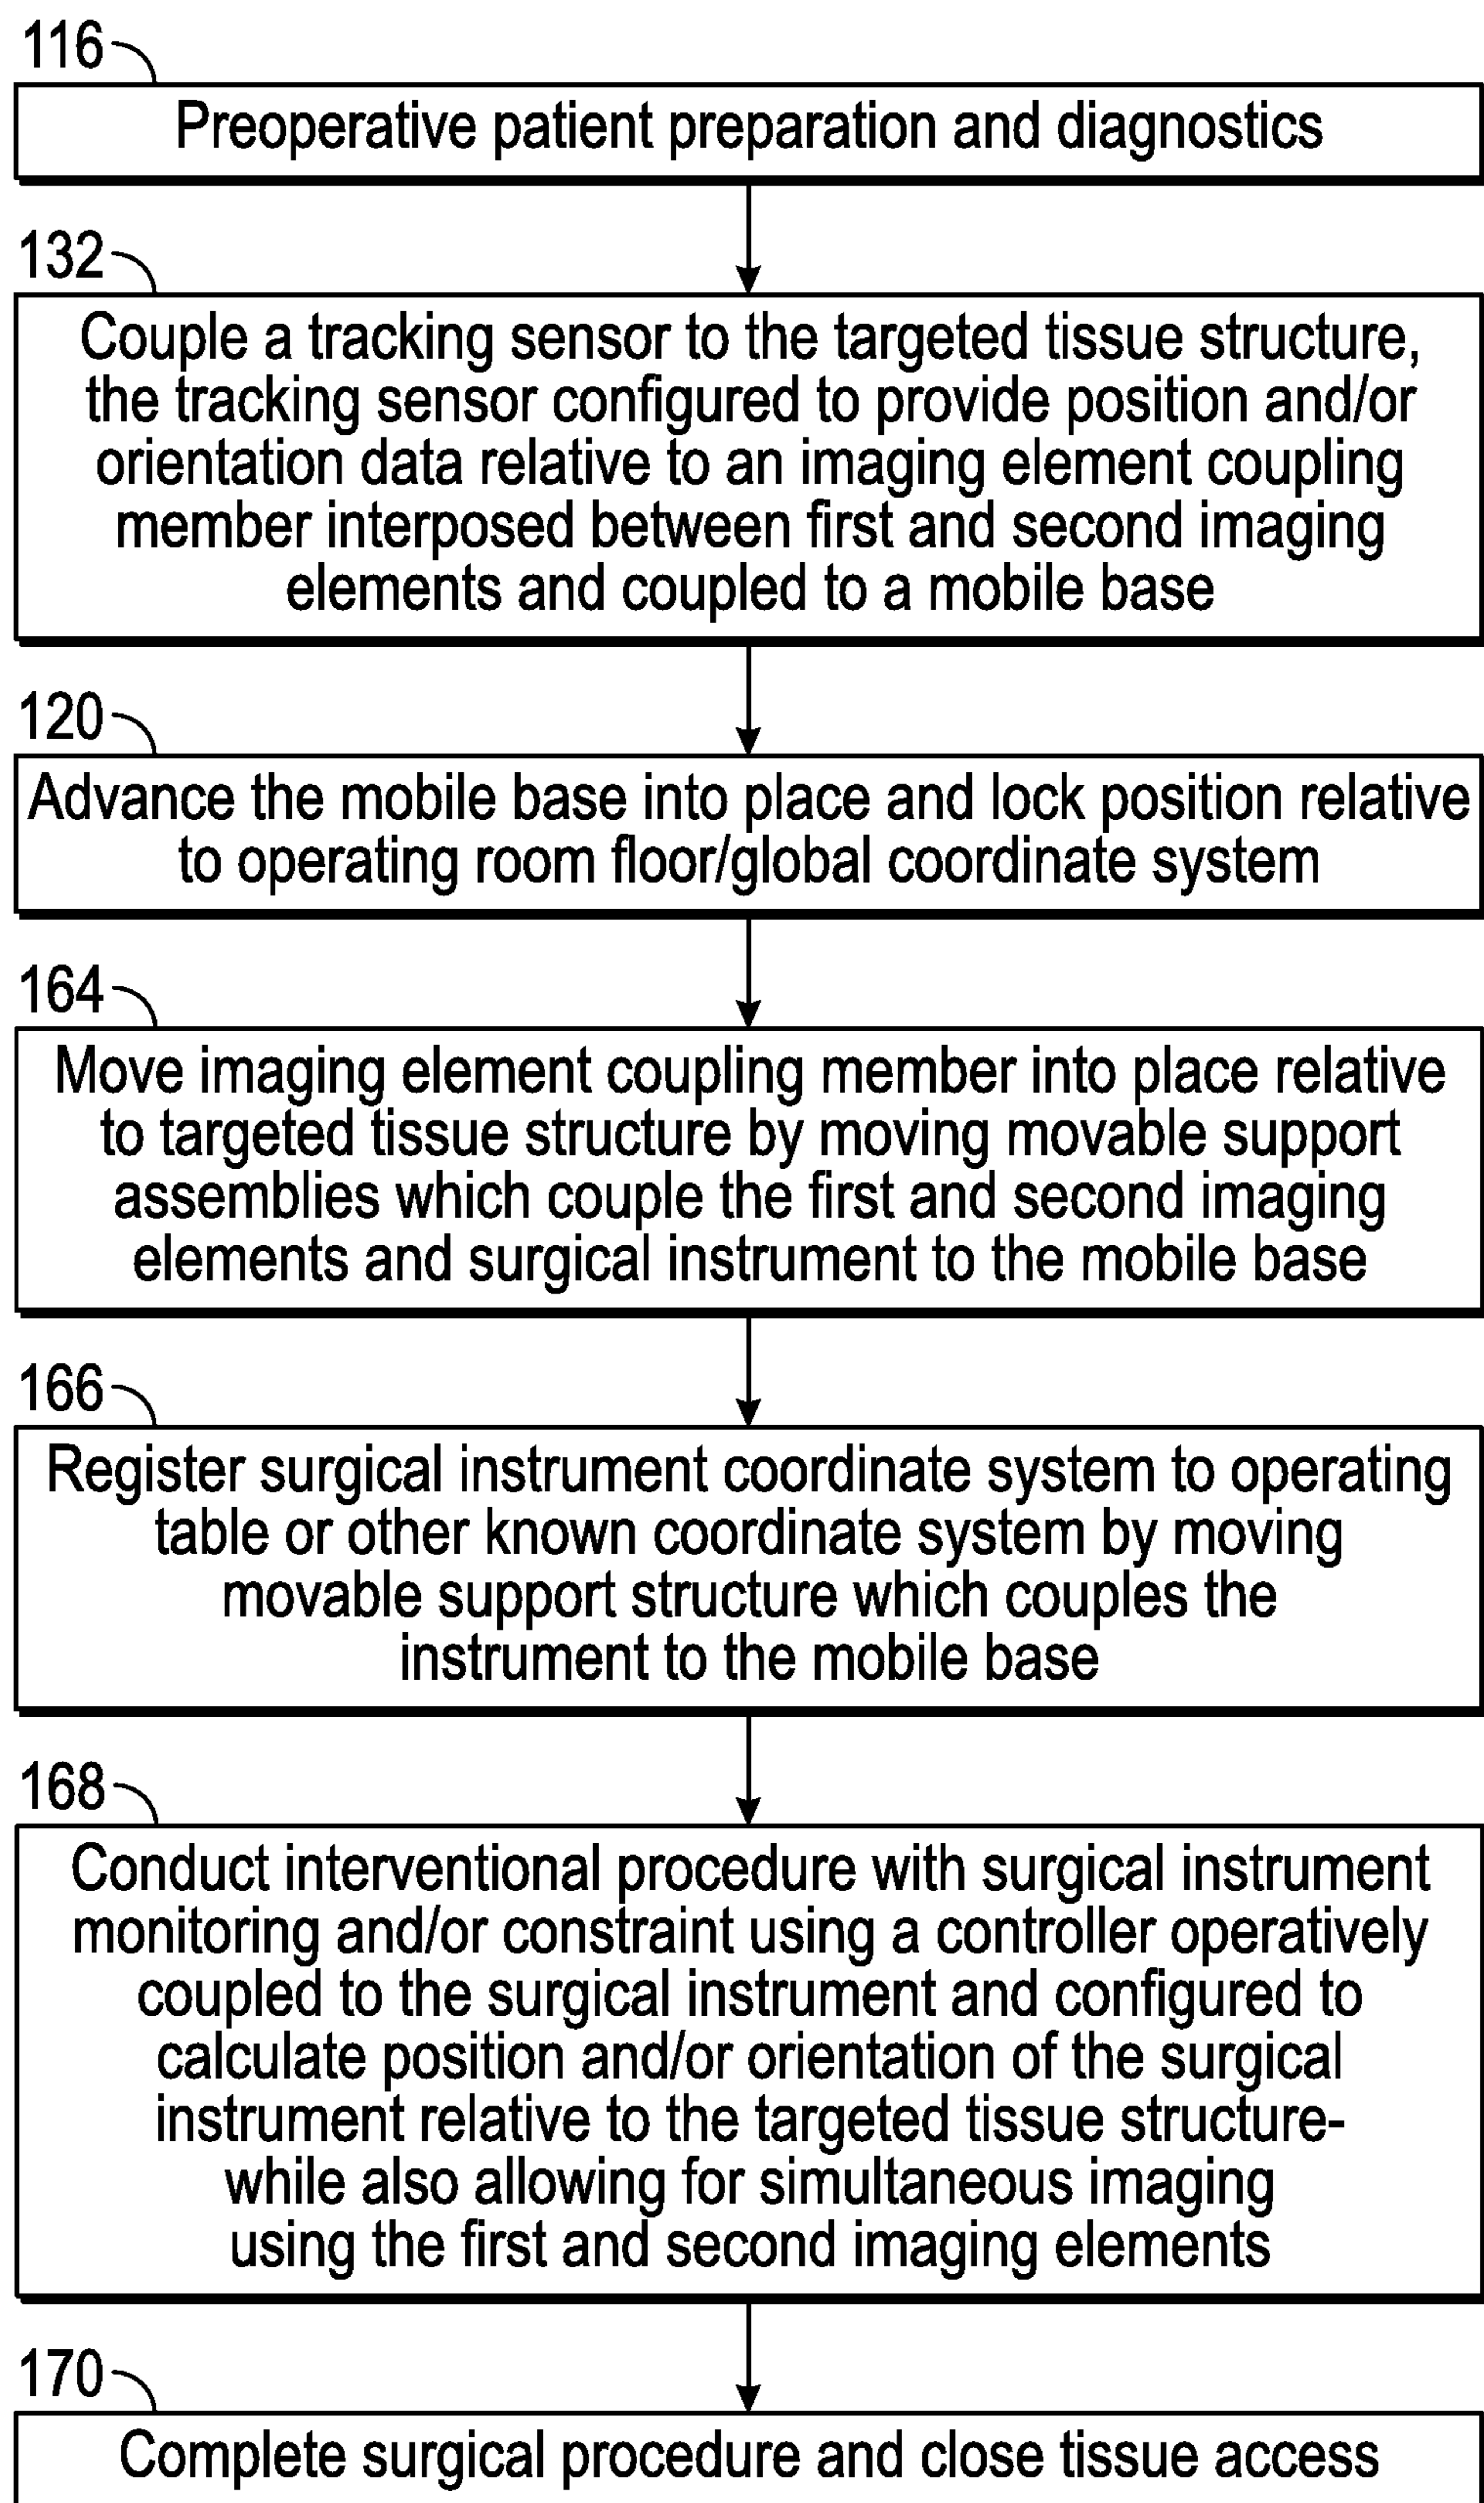 116
Preoperative patient preparation and diagnostics
132
Couple a tracking sensor to the targeted tissue structure,
the tracking sensor configured to provide position and/or
orientation data relative to an imaging element coupling
member interposed between first and second imaging
elements and coupled to a mobile base
120
Advance the mobile base into place and lock position relative
to operating room floor/global coordinate system
164
Move imaging element coupling member into place relative
to targeted tissue structure by moving movable support
assemblies which couple the first and second imaging
elements and surgical instrument to the mobile base
166
Register surgical instrument coordinate system to operating
table or other known coordinate system by moving
movable support structure which couples the
instrument to the mobile base
168
Conduct interventional procedure with surgical instrument
monitoring and/or constraint using a controller operatively
coupled to the surgical instrument and configured to
calculate position and/or orientation of the surgical
instrument relative to the targeted tissue structure-
while also allowing for simultaneous imaging
using the first and second imaging elements
170
Complete surgical procedure and close tissue access